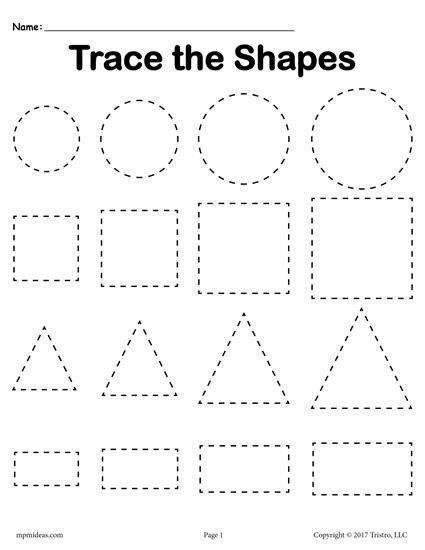 Name:
Trace the Shapes
mpmideas.com Page 1 Copyright © 2017 Tristro, LLC